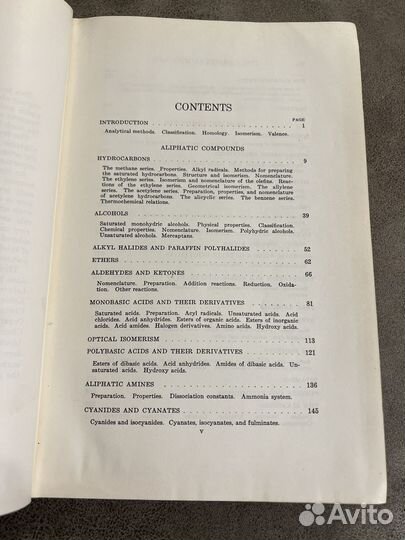 CONTENTS
PAGE
INTRODUCTION . . . . . . . . . . 1
Analytical methods. Classification. Homology. Isomerism. Valence.
ALIPHATIC COMPOUNDS
HYDROCARBONS . . . . . . . . . . 9
The methane series. Properties. Alkyl radicals. Methods for preparing
the saturated hydrocarbons. Structure and isomerism. Nomenclature.
The ethylene series. Isomerism and nomenclature of the olefins. Reac-
tions of the ethylene series. Geometrical isomerism. The allylene
series. The acetylene series. Preparation, properties, and nomenclature
of acetylene hydrocarbons. The alicyclic series. The benzene series.
Thermochemical relations.
ALCOHOLS . . . . . . . . . . 39
Saturated monohydric alcohols. Physical properties. Classification.
Chemical properties. Nomenclature. Isomerism. Polyhydric alcohols.
Unsaturated alcohols. Mercaptans.
ALKYL HALIDES AND PARAFFIN POLYHALIDES . . . . . 52
ETHERS . . . . . . . . . . 62
ALDEHYDES AND KETONES . . . . . . . . . . 66
Nomenclature. Preparation. Addition reactions. Reduction. Oxida-
tion. Other reactions.
MONOBASIC ACIDS AND THEIR DERIVATIVES . . . . . 81
Saturated acids. Preparation. Acyl radicals. Unsaturated acids. Acid
chlorides. Acid anhydrides. Esters of organic acids. Esters of inorganic
acids. Acid amides. Halogen derivatives. Amino acids. Hydroxy acids.
OPTICAL ISOMERISM . . . . . . . . . . 113
POLYBASIC ACIDS AND THEIR DERIVATIVES . . . . . 121
Esters of dibasic acids. Acid anhydrides. Amides of dibasic acids. Un-
saturated acids. Hydroxy acids.
ALIPHATIC AMINES . . . . . . . . . . 136
Preparation. Properties. Dissociation constants. Ammonia system.
CYANIDES AND CYANATES . . . . . . . . . . 145
Cyanides and isocyanides. Cyanates, isocyanates, and fulminates.
v
Avito